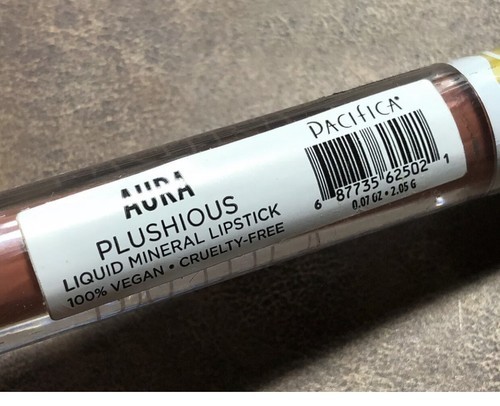 PACIFICA®
AURA
PLUSHIOUS
LIQUID MINERAL LIPSTICK
100% VEGAN • CRUELTY-FREE
6 87735 62502 1
0.07 OZ • 2.05 G